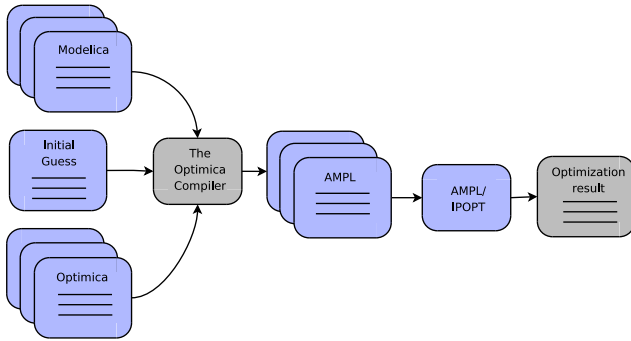 Modelica
Initial
Guess
The
Optimica
Compiler
Optimica
AMPL
AMPL/
IPOPT
Optimization
result